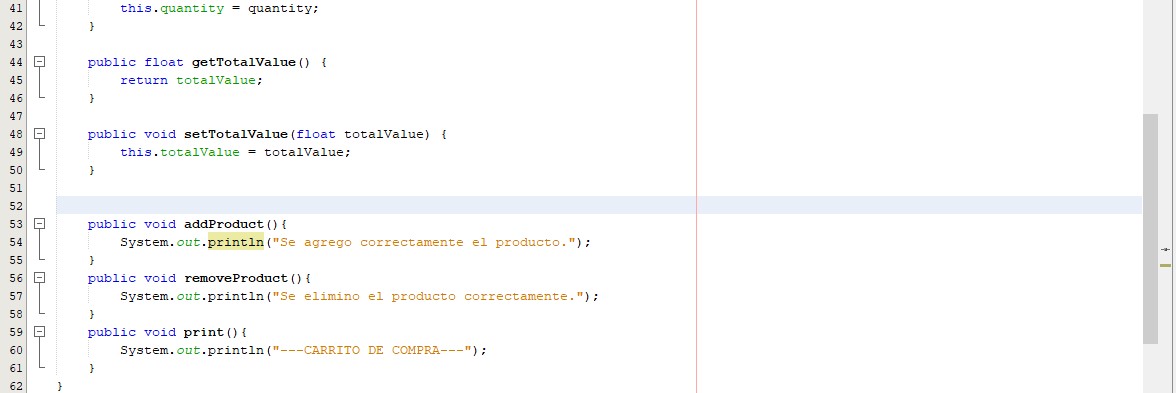 41 this.quantity = quantity;
42 }
43
44 public float getTotalValue() {
45 return totalValue;
46 }
47
48 public void setTotalValue(float totalValue) {
49 this.totalValue = totalValue;
50 }
51
52
53 public void addProduct(){
54 System.out.println("Se agrego correctamente el producto.");
55 }
56 public void removeProduct(){
57 System.out.println("Se elimino el producto correctamente.");
58 }
59 public void print(){
60 System.out.println("---CARRITO DE COMPRA---");
61 }
62 }